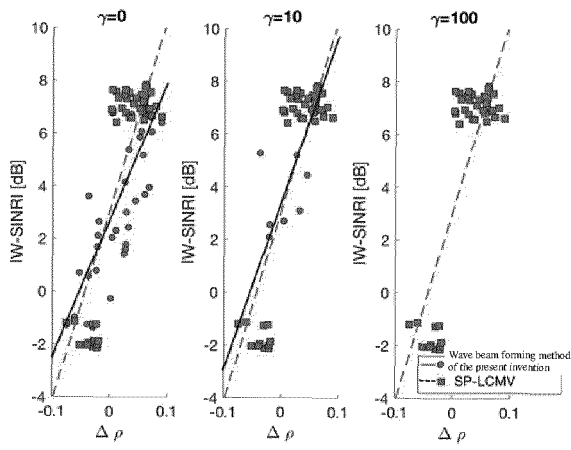 γ=0
γ=10
γ=100
IW-SINRI [dB]
IW-SINRI [dB]
IW-SINRI [dB]
10
8
6
4
2
0
-2
-4
10
8
6
4
2
0
-2
-4
10
8
6
4
2
0
-2
-4
-0.1
0
0.1
-0.1
0
0.1
-0.1
0
0.1
Δ ρ
Δ ρ
Δ ρ
Wave beam forming method
of the present invention
SP-LCMV